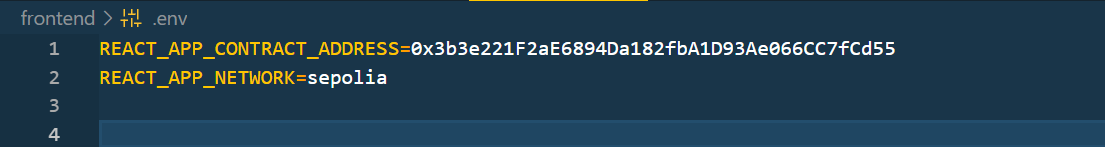 frontend > .env
1 REACT_APP_CONTRACT_ADDRESS=0x3b3e221F2aE6894Da182fbA1D93Ae066CC7fCd55
2 REACT_APP_NETWORK=sepolia
3
4